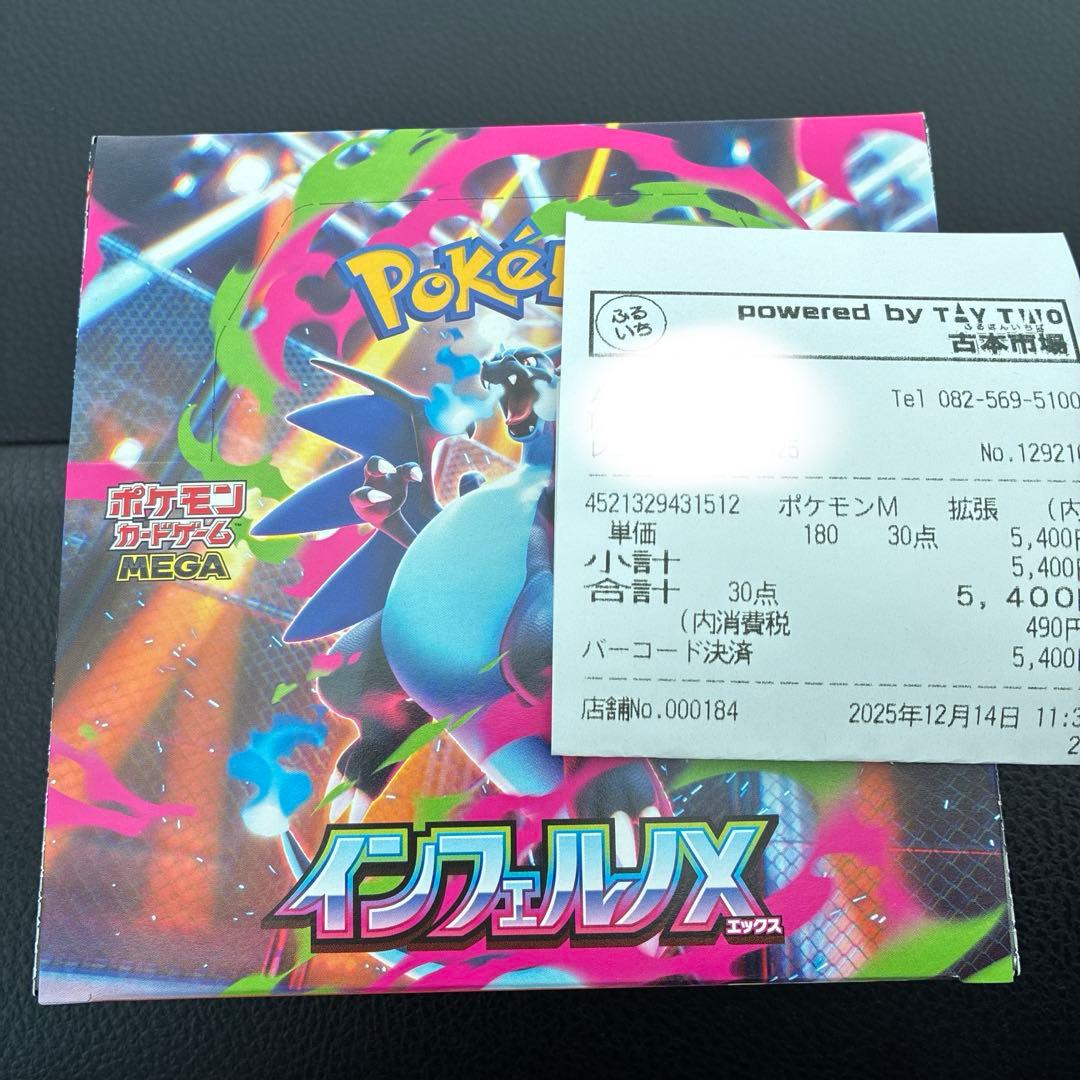 Poké
ポケモン
カードゲーム™
MEGA
インフェルノX
エックス
ふるいち
powered by TAY TWO
ふるほんいちば
古本市場
Tel 082-569-5100
レ 25 No.12921
4521329431512 ポケモンM 拡張 (内
単価 180 30点 5,400円
小計 5,400円
合計 30点 5,400円
(内消費税 490円
バーコード決済 5,400円
店舗No.000184 2025年12月14日 11:3
2